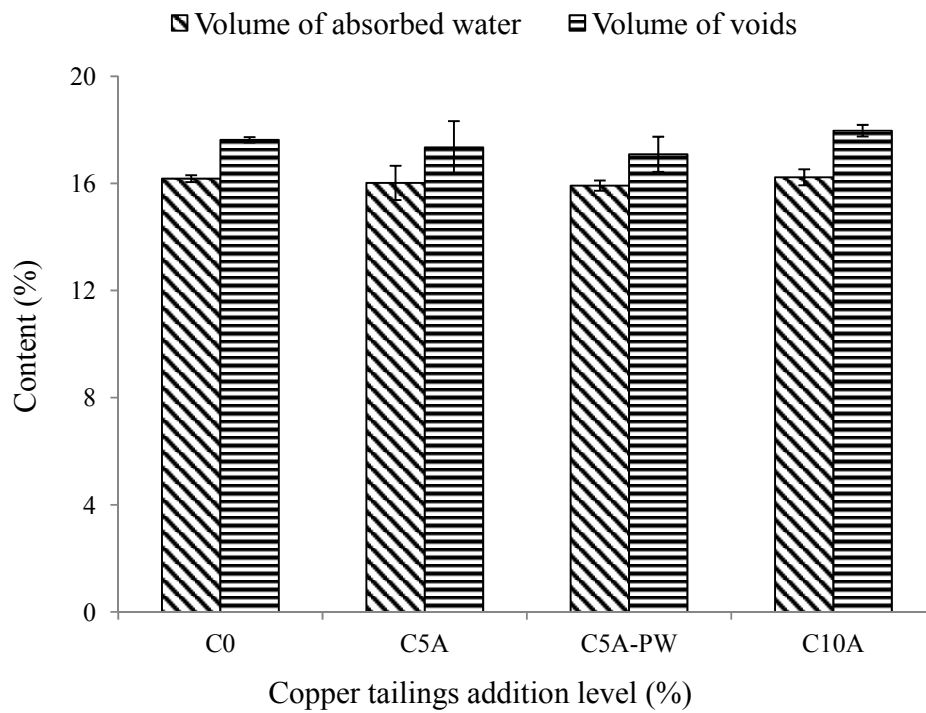 Volume of absorbed water Volume of voids
20
16
12
8
4
0
Content (%)
C0 C5A C5A-PW C10A
Copper tailings addition level (%)